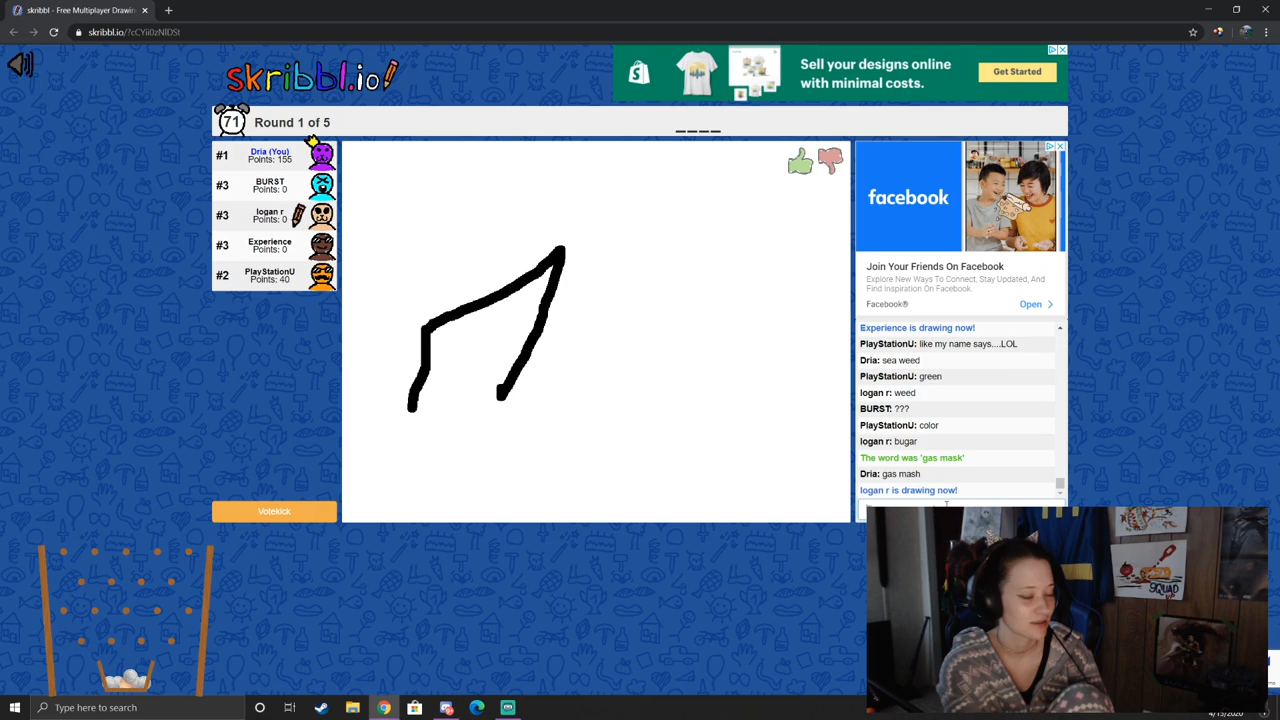 skribbl - Free Multiplayer Drawin
skribbl.io/?cCYii0zNlDSt
skribbl.io!
Sell your designs online
with minimal costs.
Get Started
71
Round 1 of 5
____
#1
Dria (You)
Points: 155
#3
BURST
Points: 0
#3
logan r
Points: 0
#3
Experience
Points: 0
#2
PlayStationU
Points: 40
Votekick
facebook
Join Your Friends On Facebook
Explore New Ways To Connect, Stay Updated, And
Find Inspiration On Facebook.
Facebook®
Open
Experience is drawing now!
PlayStationU: like my name says....LOL
Dria: sea weed
PlayStationU: green
logan r: weed
BURST: ???
PlayStationU: color
logan r: bugar
The word was 'gas mask'
Dria: gas mash
logan r is drawing now!
SQUAD
Type here to search
4/15/2020